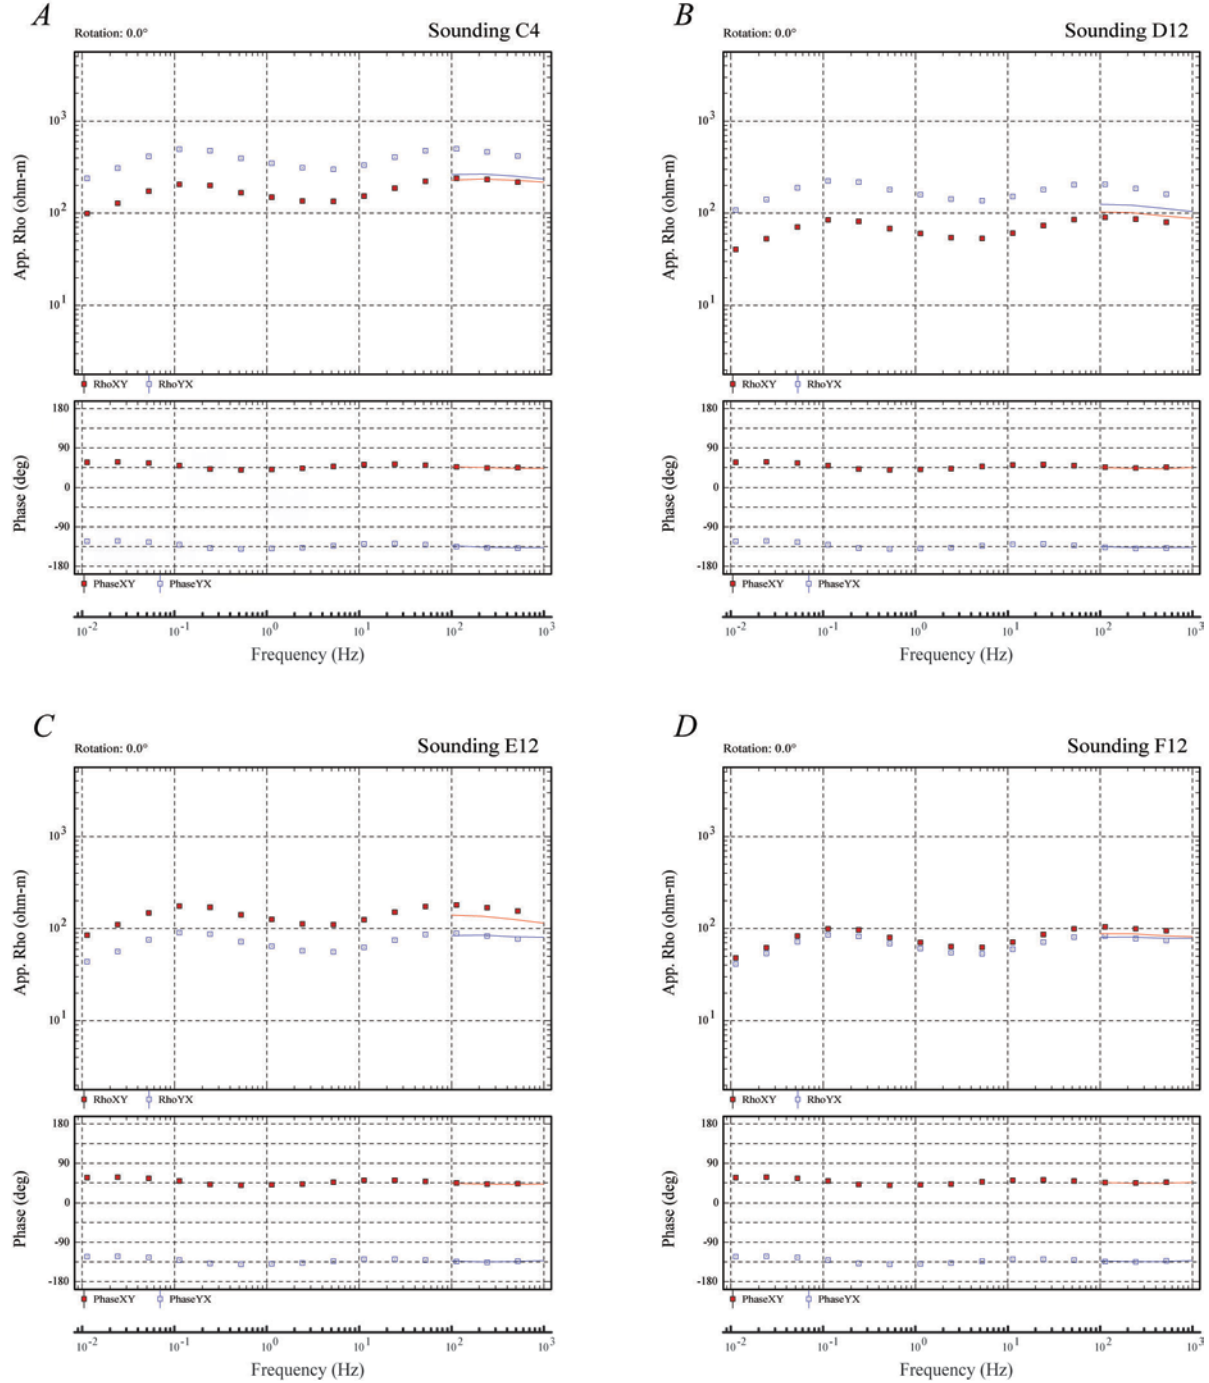 A
Rotation: 0.0°
Sounding C4
App. Rho (ohm-m)
10³
10²
10¹
RhoXY RhoYX
Phase (deg)
180
90
0
-90
-180
PhaseXY PhaseYX
10⁻² 10⁻¹ 10⁰ 10¹ 10² 10³
Frequency (Hz)
B
Rotation: 0.0°
Sounding D12
App. Rho (ohm-m)
10³
10²
10¹
RhoXY RhoYX
Phase (deg)
180
90
0
-90
-180
PhaseXY PhaseYX
10⁻² 10⁻¹ 10⁰ 10¹ 10² 10³
Frequency (Hz)
C
Rotation: 0.0°
Sounding E12
App. Rho (ohm-m)
10³
10²
10¹
RhoXY RhoYX
Phase (deg)
180
90
0
-90
-180
PhaseXY PhaseYX
10⁻² 10⁻¹ 10⁰ 10¹ 10² 10³
Frequency (Hz)
D
Rotation: 0.0°
Sounding F12
App. Rho (ohm-m)
10³
10²
10¹
RhoXY RhoYX
Phase (deg)
180
90
0
-90
-180
PhaseXY PhaseYX
10⁻² 10⁻¹ 10⁰ 10¹ 10² 10³
Frequency (Hz)